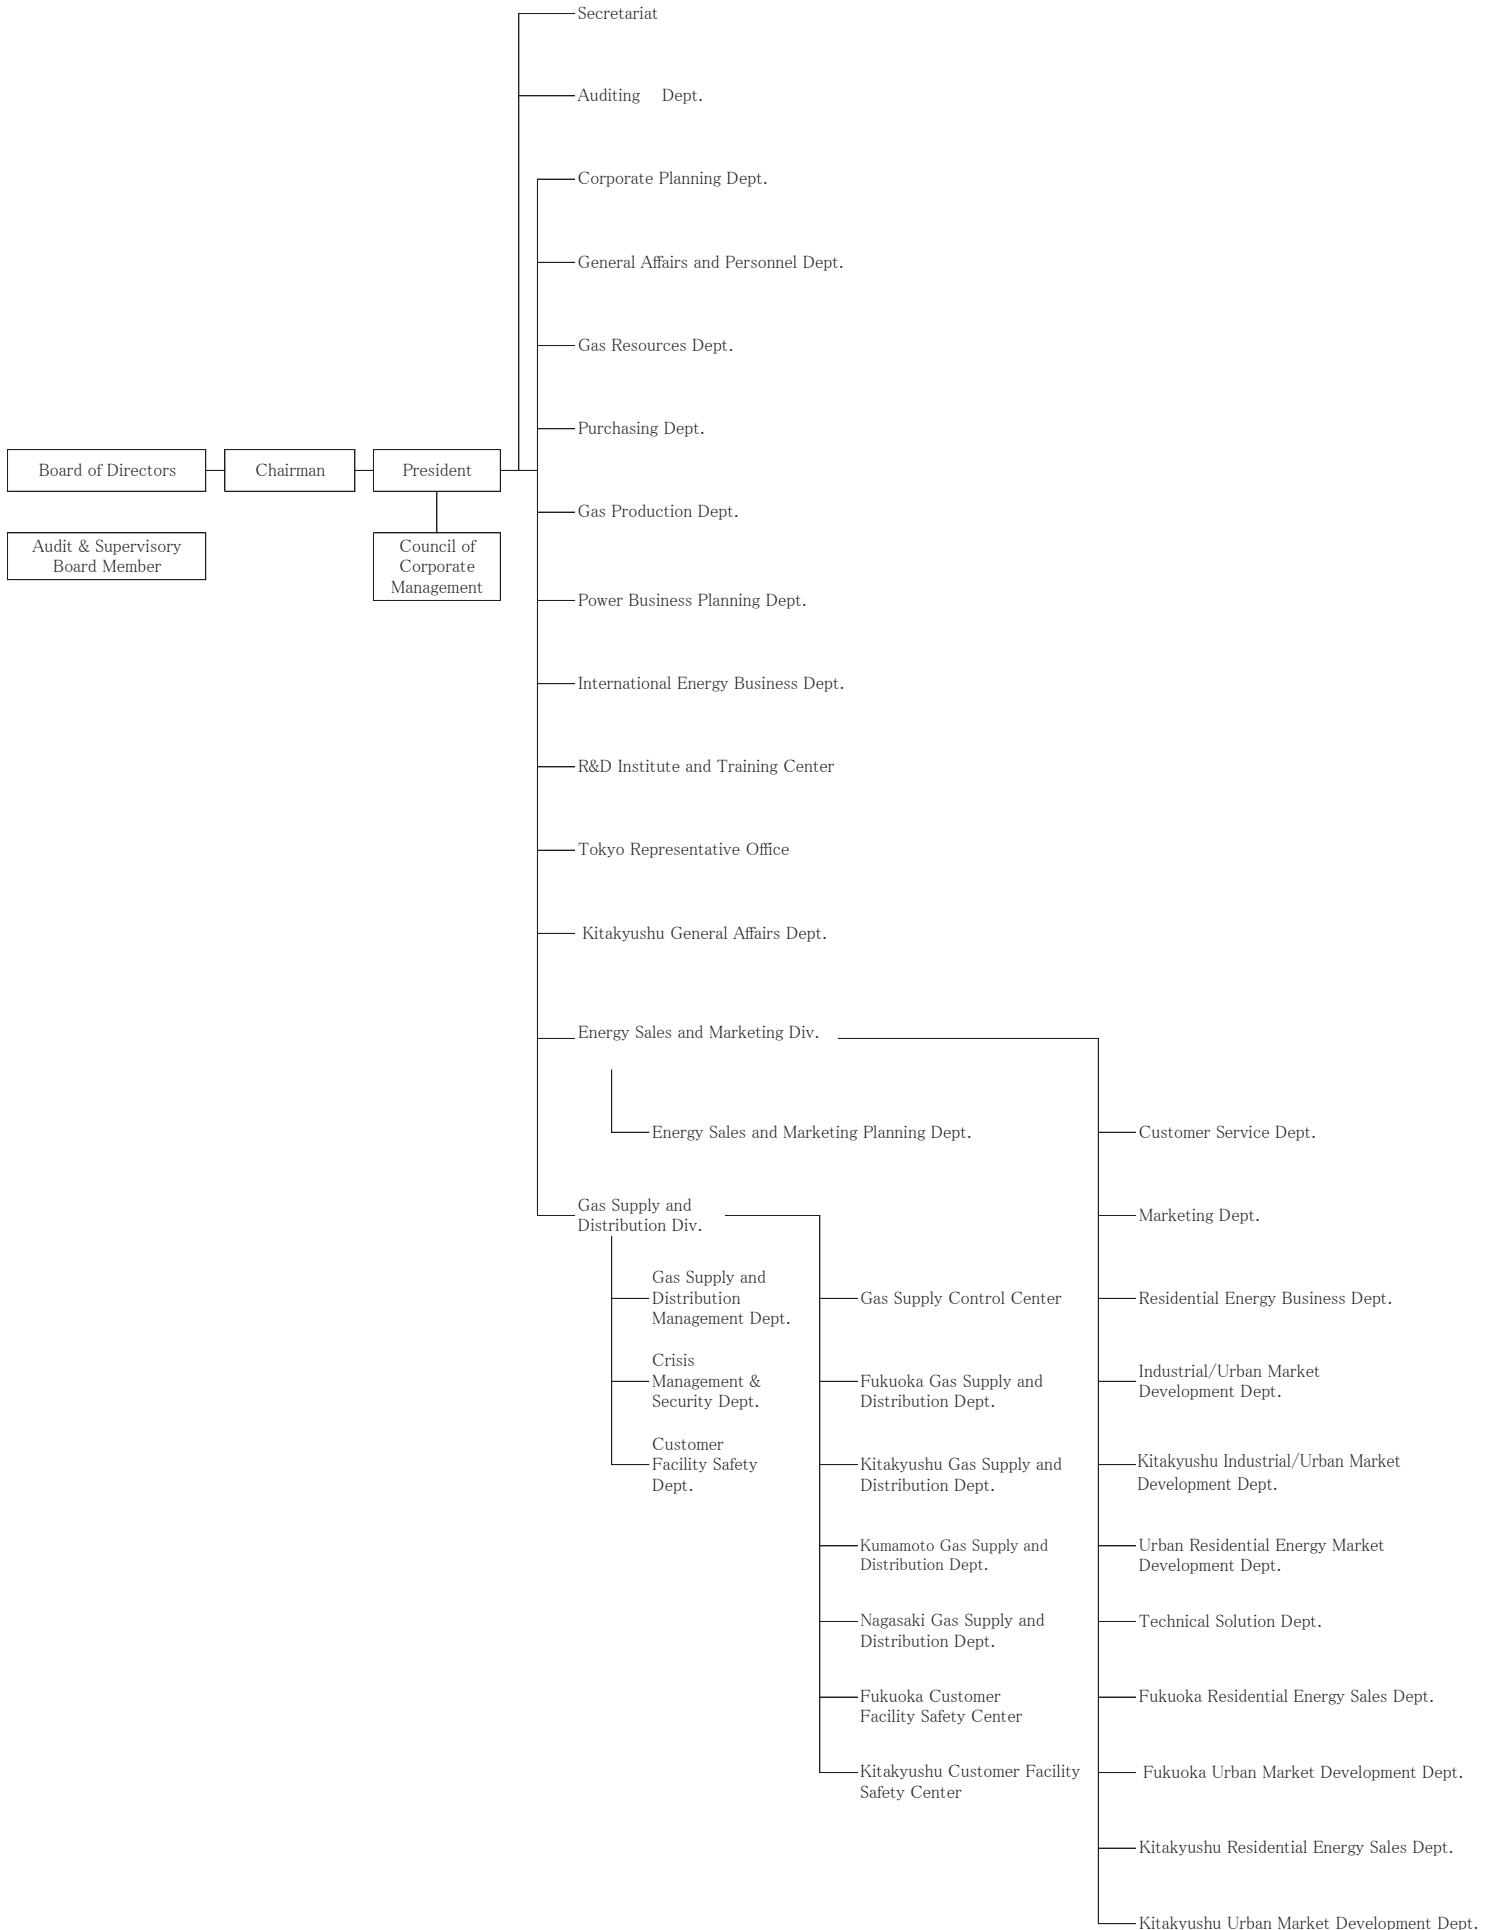 Secretariat
Auditing Dept.
Corporate Planning Dept.
General Affairs and Personnel Dept.
Gas Resources Dept.
Purchasing Dept.
Board of Directors
Chairman
President
Gas Production Dept.
Audit & Supervisory
Board Member
Council of
Corporate
Management
Power Business Planning Dept.
International Energy Business Dept.
R&D Institute and Training Center
Tokyo Representative Office
Kitakyushu General Affairs Dept.
Energy Sales and Marketing Div.
Energy Sales and Marketing Planning Dept.
Gas Supply and
Distribution Div.
Gas Supply and
Distribution
Management Dept.
Crisis
Management &
Security Dept.
Customer
Facility Safety
Dept.
Gas Supply Control Center
Fukuoka Gas Supply and
Distribution Dept.
Kitakyushu Gas Supply and
Distribution Dept.
Kumamoto Gas Supply and
Distribution Dept.
Nagasaki Gas Supply and
Distribution Dept.
Fukuoka Customer
Facility Safety Center
Kitakyushu Customer Facility
Safety Center
Customer Service Dept.
Marketing Dept.
Residential Energy Business Dept.
Industrial/Urban Market
Development Dept.
Kitakyushu Industrial/Urban Market
Development Dept.
Urban Residential Energy Market
Development Dept.
Technical Solution Dept.
Fukuoka Residential Energy Sales Dept.
Fukuoka Urban Market Development Dept.
Kitakyushu Residential Energy Sales Dept.
Kitakyushu Urban Market Development Dept.